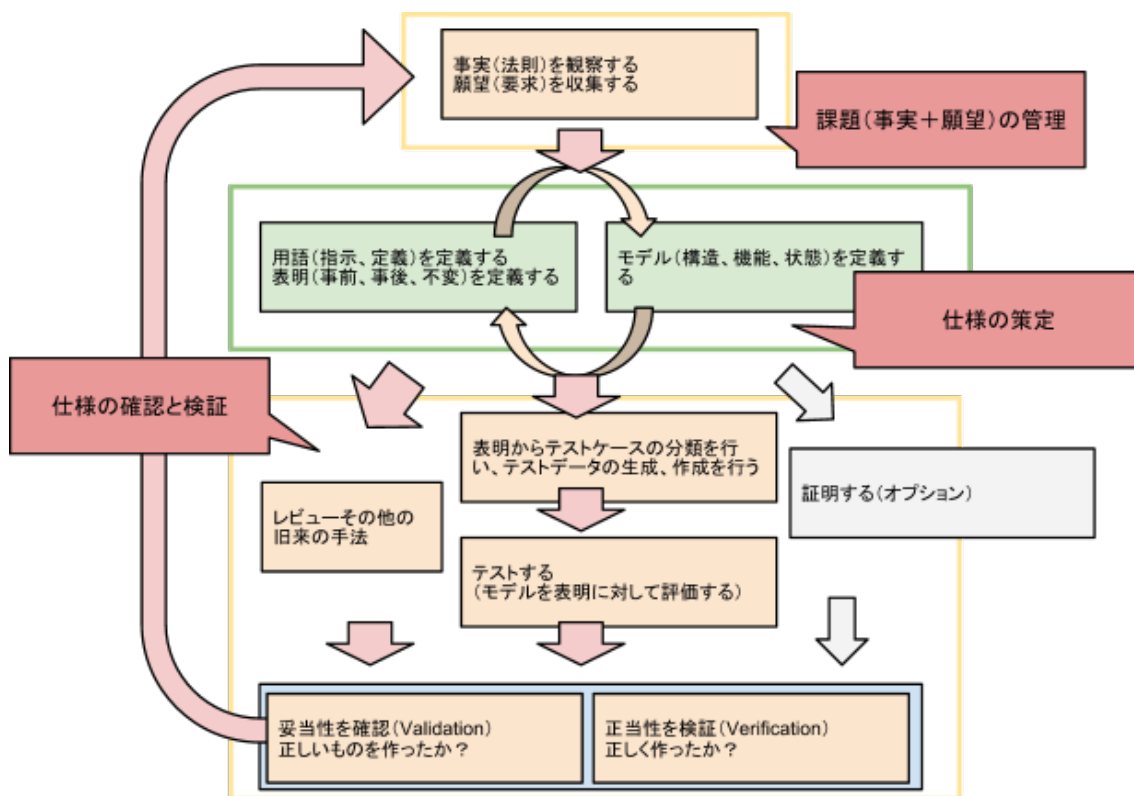 事実（法則）を観察する
願望（要求）を収集する
課題（事実＋願望）の管理
用語（指示、定義）を定義する
表明（事前、事後、不変）を定義する
モデル（構造、機能、状態）を定義す
る
仕様の策定
仕様の確認と検証
表明からテストケースの分類を行
い、テストデータの生成、作成を行う
証明する（オプション）
レビューその他の
旧来の手法
テストする
（モデルを表明に対して評価する）
妥当性を確認（Validation）
正しいものを作ったか？
正当性を検証（Verification）
正しく作ったか？